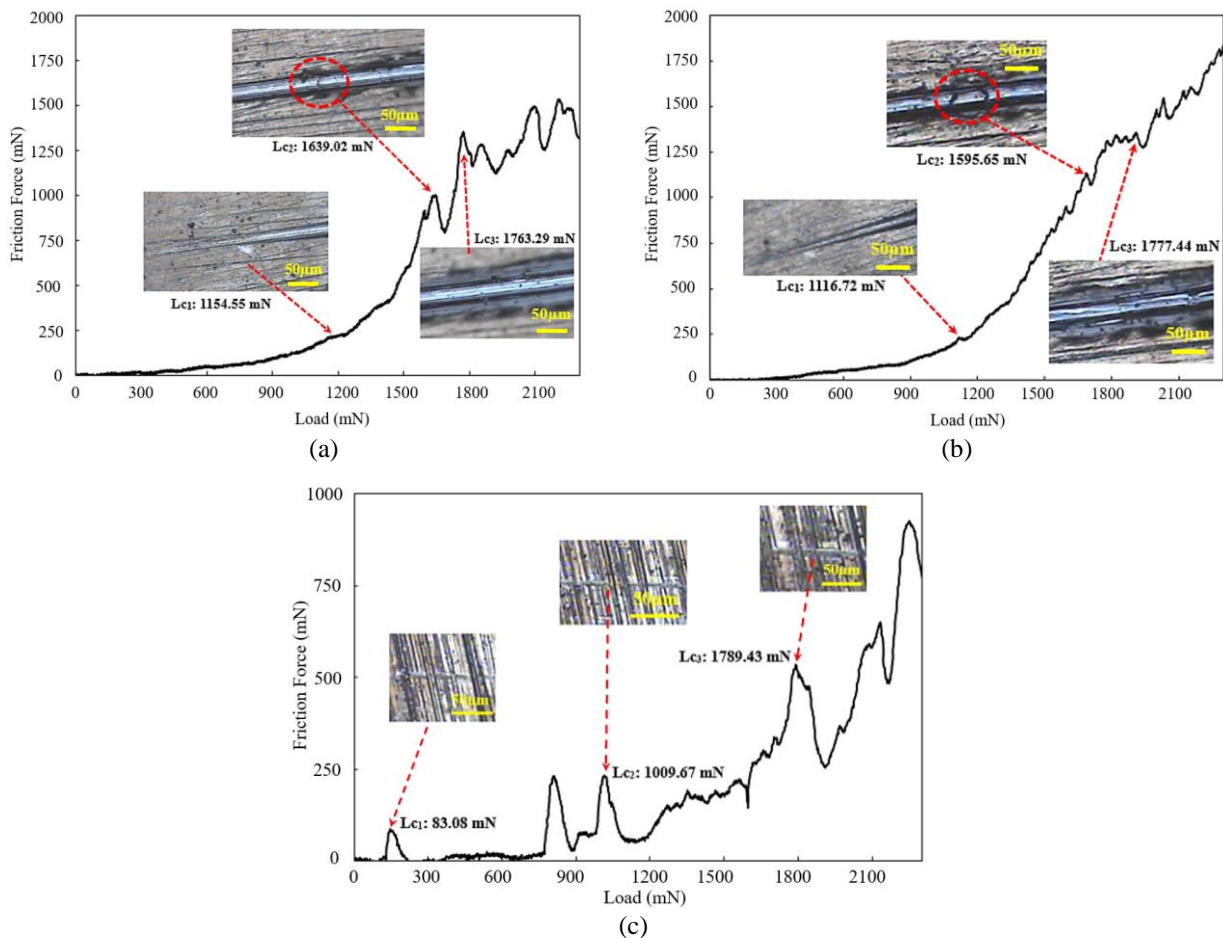 2000
1750
1500
1250
1000
750
500
250
0
Friction Force (mN)
50µm
Lc₂: 1639.02 mN
50µm
Lc₁: 1154.55 mN
Lc₃: 1763.29 mN
50µm
0 300 600 900 1200 1500 1800 2100
Load (mN)
(a)
2000
1750
1500
1250
1000
750
500
250
0
Friction Force (mN)
50µm
Lc₂: 1595.65 mN
50µm
Lc₁: 1116.72 mN
Lc₃: 1777.44 mN
50µm
0 300 600 900 1200 1500 1800 2100
Load (mN)
(b)
1000
750
500
250
0
Friction Force (mN)
50µm
50µm
50µm
Lc₃: 1789.43 mN
Lc₂: 1009.67 mN
Lc₁: 83.08 mN
0 300 600 900 1200 1500 1800 2100
Load (mN)
(c)